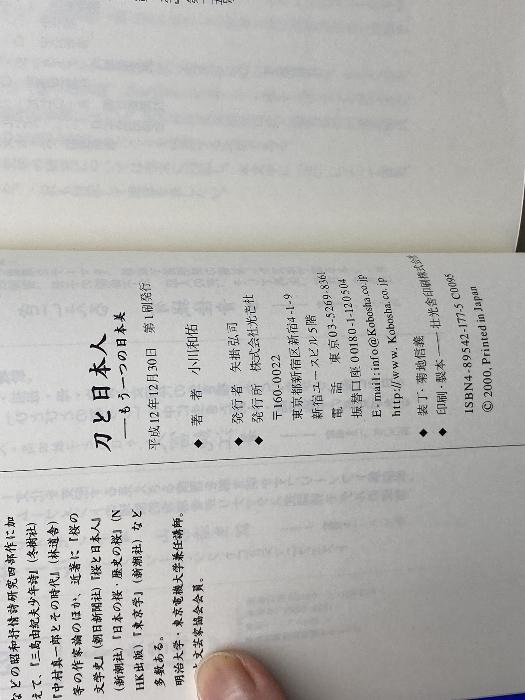 刀と日本人
――もう一つの日本美
平成12年12月30日 第1刷発行
◆ 著 者 小川和佑
◆ 発行者 矢掛弘司
◆ 発行所 株式会社光芒社
〒160-0022
東京都新宿区新宿4-1-9
新宿ユースビル5階
電 話 東京03-5269-8361
振替口座 00180-1-120504
E-mail:info@Kobosha.co.jp
http://www.Kobosha.co.jp
◆ 装丁・菊地信義
◆ 印刷・製本 ―― 壮光舎印刷株式会社
ISBN4-89542-177-5 C0095
© 2000, Printed in Japan
などの昭和抒情詩研究四部作に加
えて、『三島由紀夫少年詩』(冬樹社)
『中村真一郎とその時代』(林道舎)
等の作家論のほか、近著に『桜の
文学史』(朝日新聞社)『桜と日本人』
(新潮社)『日本の桜・歴史の桜』(N
HK出版)『東京学』(新潮社)など
多数ある。
明治大学・東京電機大学兼任講師。
文芸家協会会員。